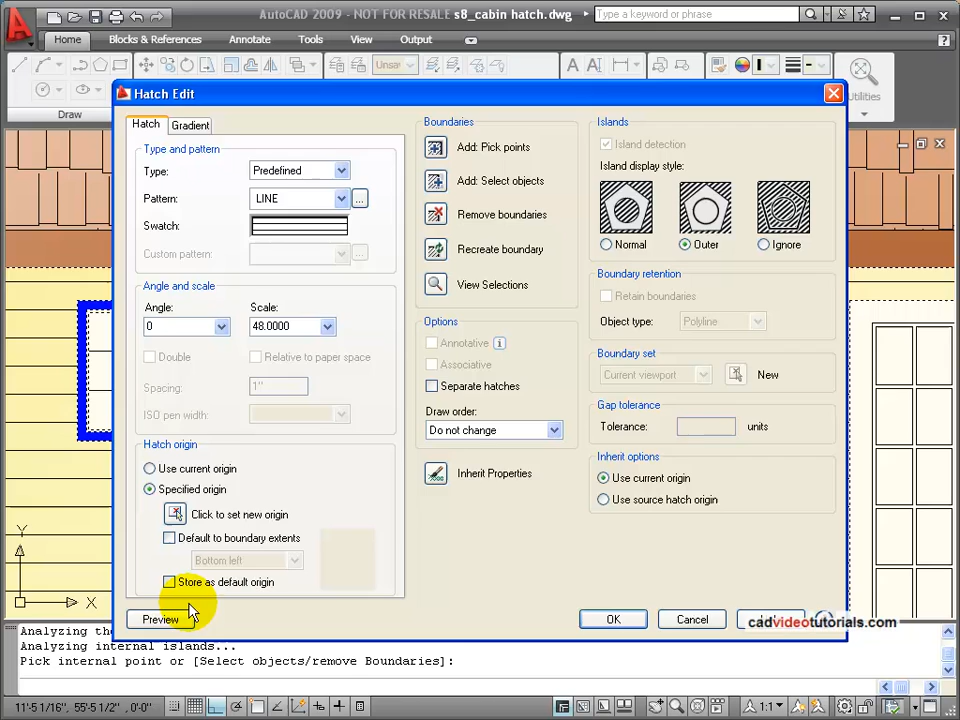 AutoCAD 2009 - NOT FOR RESALE s8_cabin hatch.dwg
Type a keyword or phrase
Home
Blocks & References
Annotate
Tools
View
Output
Unsav
Draw
Utilities
Hatch Edit
Hatch
Gradient
Type and pattern
Type:
Predefined
Pattern:
LINE
...
Swatch:
Custom pattern:
...
Angle and scale
Angle:
Scale:
0
48.0000
Double
Relative to paper space
Spacing:
1"
ISO pen width:
Hatch origin
Use current origin
Specified origin
Click to set new origin
Default to boundary extents
Bottom left
Store as default origin
Preview
Boundaries
Add: Pick points
Add: Select objects
Remove boundaries
Recreate boundary
View Selections
Options
Annotative
Associative
Separate hatches
Draw order:
Do not change
Inherit Properties
Islands
Island detection
Island display style:
Normal
Outer
Ignore
Boundary retention
Retain boundaries
Object type:
Polyline
Boundary set
Current viewport
New
Gap tolerance
Tolerance:
units
Inherit options
Use current origin
Use source hatch origin
OK
Cancel
cadvideotutorials.com
Y
X
Analyzing the
Analyzing internal islands...
Pick internal point or [Select objects/remove Boundaries]:
11'-5 1/16", 55'-5 1/2", 0'-0"
1:1